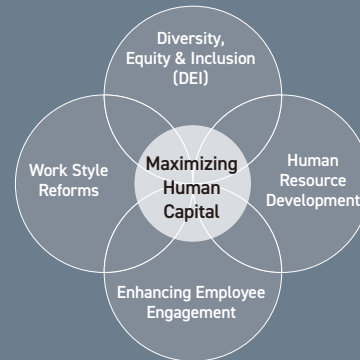 Diversity,
Equity & Inclusion
(DEI)
Work Style
Reforms
Maximizing
Human
Capital
Human
Resource
Development
Enhancing Employee
Engagement